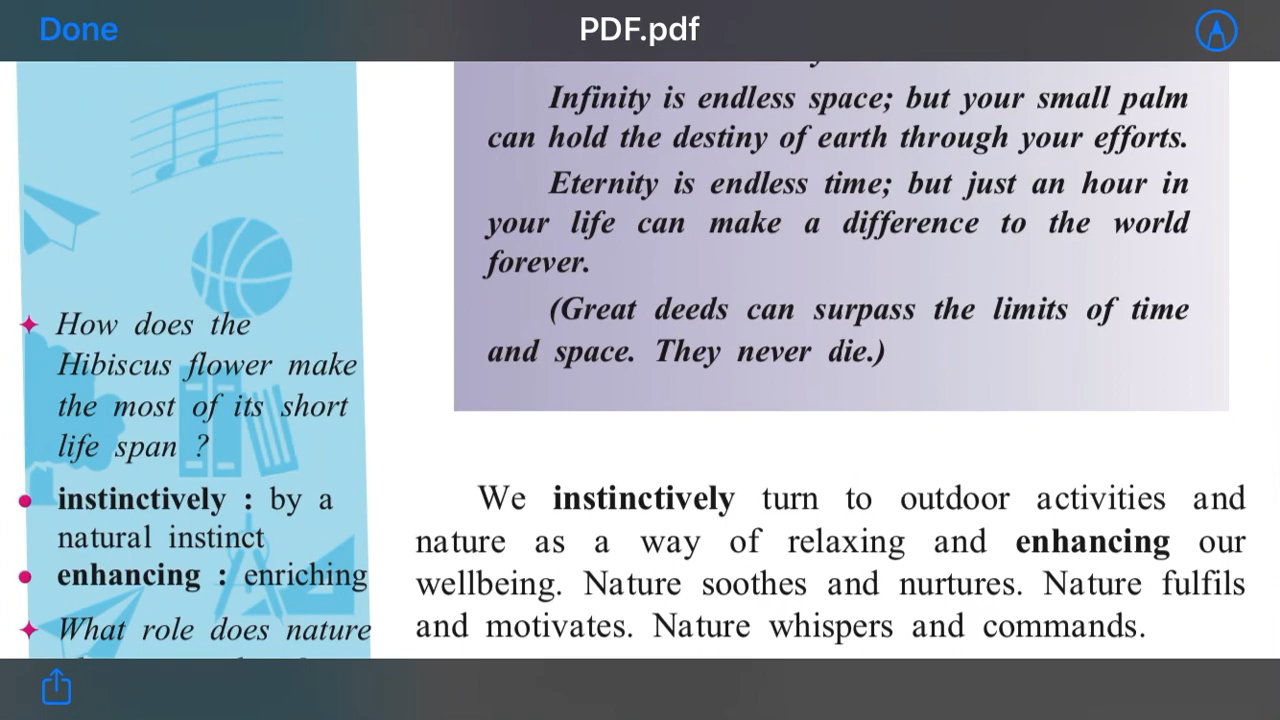 Done
PDF.pdf
Infinity is endless space; but your small palm
can hold the destiny of earth through your efforts.
Eternity is endless time; but just an hour in
your life can make a difference to the world
forever.
(Great deeds can surpass the limits of time
and space. They never die.)
How does the
Hibiscus flower make
the most of its short
life span ?
instinctively : by a
natural instinct
enhancing : enriching
What role does nature
We instinctively turn to outdoor activities and
nature as a way of relaxing and enhancing our
wellbeing. Nature soothes and nurtures. Nature fulfils
and motivates. Nature whispers and commands.